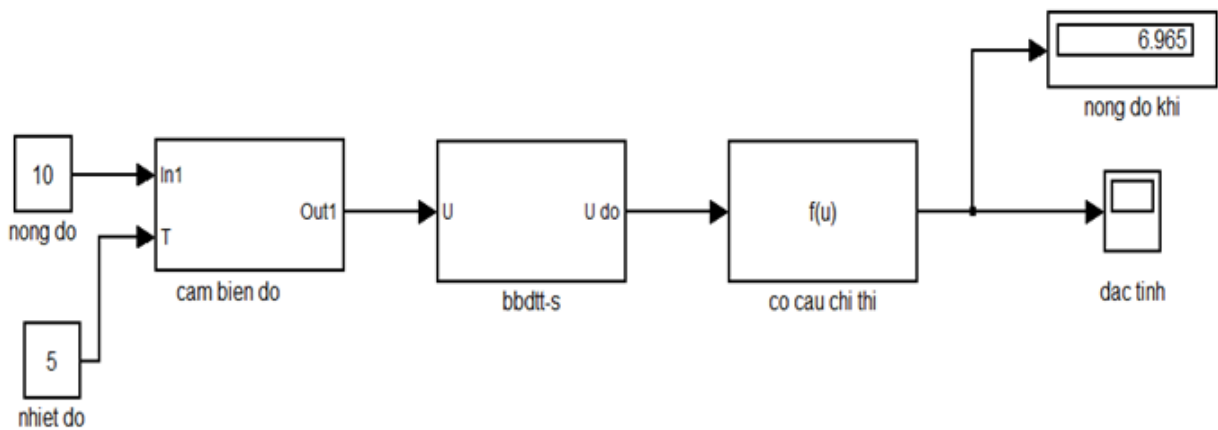 6.965
nong do khi
10
nong do
In1
T
Out1
cam bien do
U
U do
bbdtt-s
f(u)
co cau chi thi
dac tinh
5
nhiet do